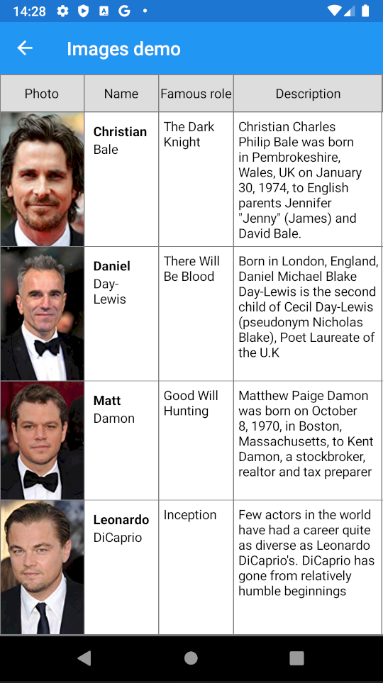 14:28
Images demo
Photo Name Famous role Description
Christian
Bale
The Dark
Knight
Christian Charles
Philip Bale was born
in Pembrokeshire,
Wales, UK on January
30, 1974, to English
parents Jennifer
"Jenny" (James) and
David Bale.
Daniel
Day-
Lewis
There Will
Be Blood
Born in London, England,
Daniel Michael Blake
Day-Lewis is the second
child of Cecil Day-Lewis
(pseudonym Nicholas
Blake), Poet Laureate of
the U.K
Matt
Damon
Good Will
Hunting
Matthew Paige Damon
was born on October
8, 1970, in Boston,
Massachusetts, to Kent
Damon, a stockbroker,
realtor and tax preparer
Leonardo
DiCaprio
Inception
Few actors in the world
have had a career quite
as diverse as Leonardo
DiCaprio's. DiCaprio has
gone from relatively
humble beginnings